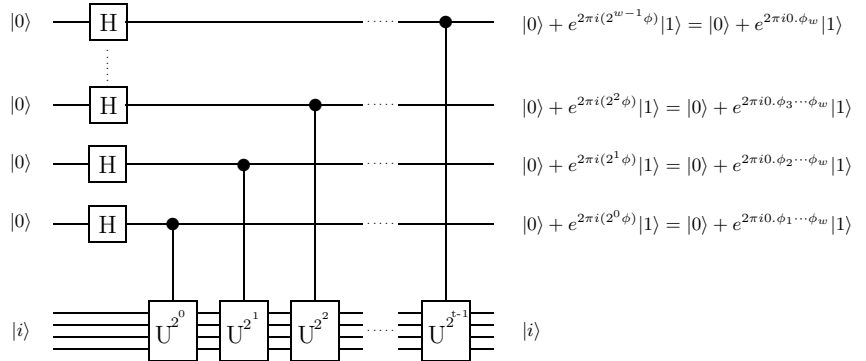 |0⟩ H ..... |0⟩ + e^{2πi(2^{w−1}ϕ)}|1⟩ = |0⟩ + e^{2πi0.ϕ_w}|1⟩
|0⟩ H ..... |0⟩ + e^{2πi(2^2ϕ)}|1⟩ = |0⟩ + e^{2πi0.ϕ_3⋯ϕ_w}|1⟩
|0⟩ H ..... |0⟩ + e^{2πi(2^1ϕ)}|1⟩ = |0⟩ + e^{2πi0.ϕ_2⋯ϕ_w}|1⟩
|0⟩ H ..... |0⟩ + e^{2πi(2^0ϕ)}|1⟩ = |0⟩ + e^{2πi0.ϕ_1⋯ϕ_w}|1⟩
|i⟩ U^{2^0} U^{2^1} U^{2^2} ..... U^{2^{t-1}} |i⟩